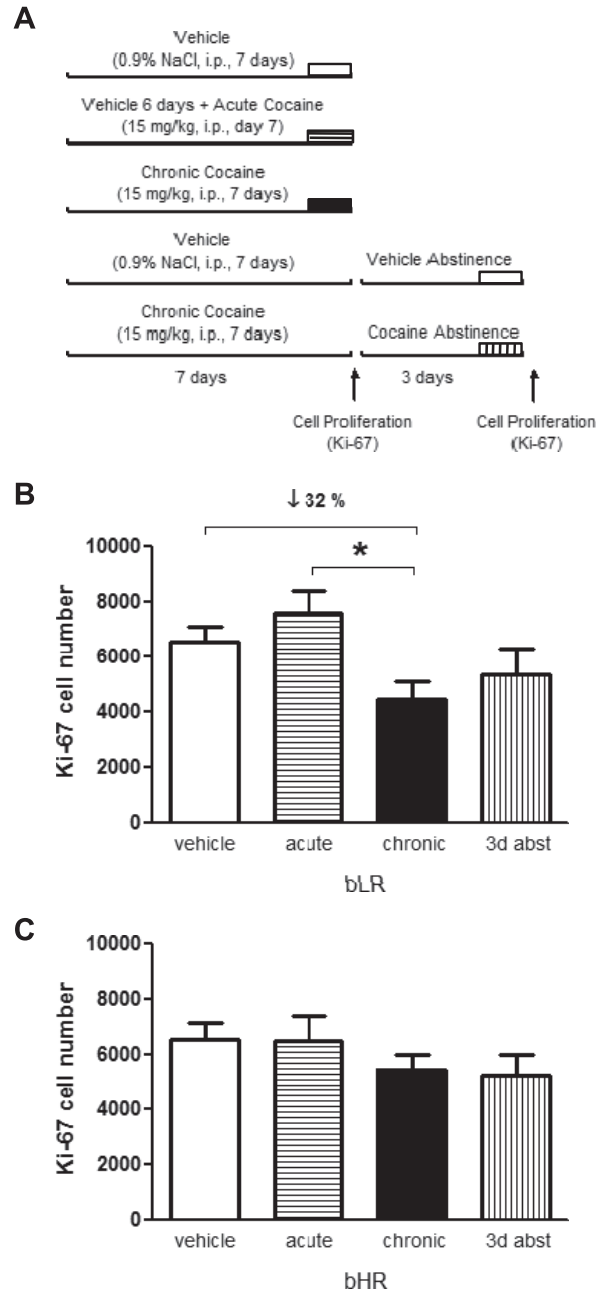 A
Vehicle
(0.9% NaCl, i.p., 7 days)
Vehicle 6 days + Acute Cocaine
(15 mg/kg, i.p., day 7)
Chronic Cocaine
(15 mg/kg, i.p., 7 days)
Vehicle
(0.9% NaCl, i.p., 7 days)
Vehicle Abstinence
Chronic Cocaine
(15 mg/kg, i.p., 7 days)
Cocaine Abstinence
7 days
3 days
Cell Proliferation
(Ki-67)
Cell Proliferation
(Ki-67)
B
↓ 32 %
*
Ki-67 cell number
10000
8000
6000
4000
2000
0
vehicle acute chronic 3d abst
bLR
C
Ki-67 cell number
10000
8000
6000
4000
2000
0
vehicle acute chronic 3d abst
bHR